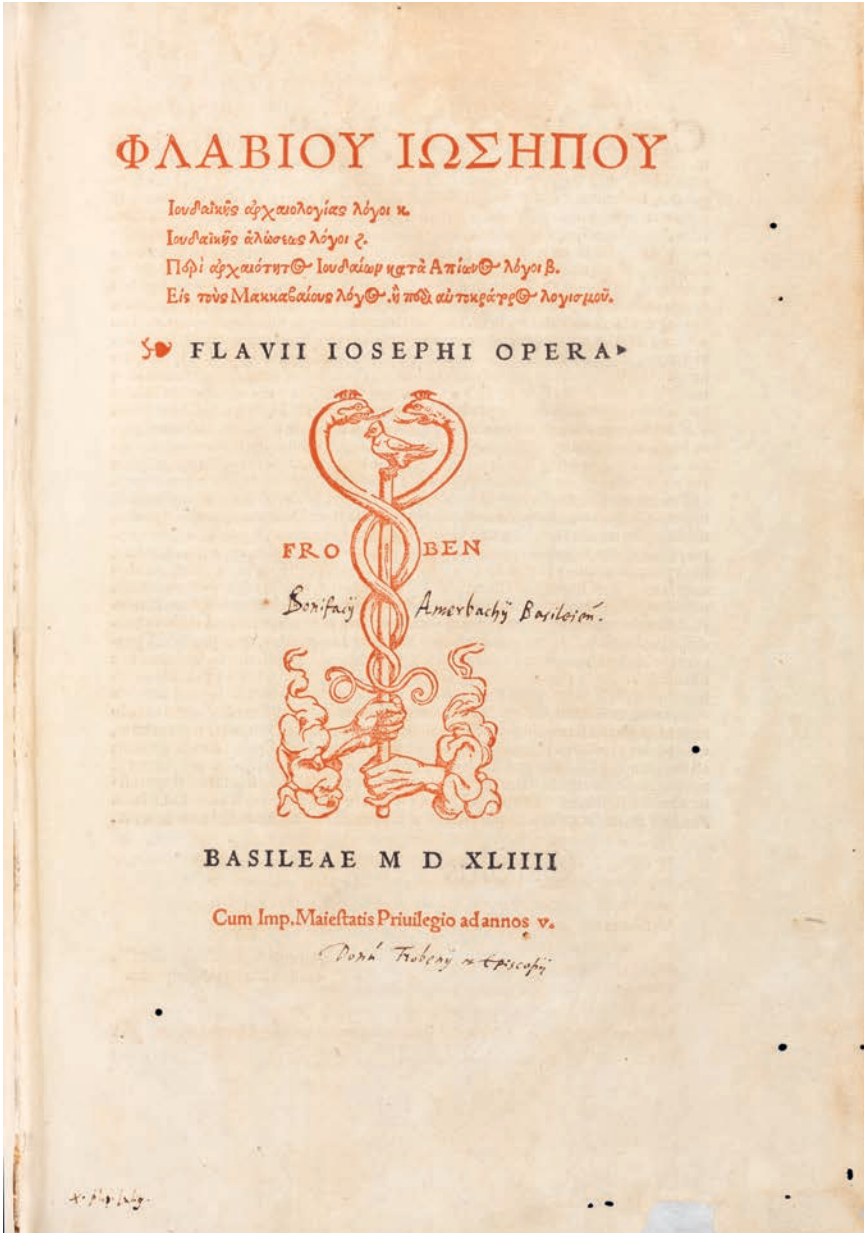 ΦΛΑΒΙΟΥ ΙΩΣΗΠΟΥ
Ιουδαϊκῆς ἀρχαιολογίας λόγοι κ.
Ιουδαϊκῆς ἁλώσεως λόγοι ζ.
Περὶ ἀρχαιότητος Ιουδαίων κατὰ Απίωνος λόγοι β.
Εἰς τοὺς Μακκαβαίους λόγος. ἢ περὶ αὐτοκράτορος λογισμοῦ.
FLAVII IOSEPHI OPERA
FRO BEN
Bonifacij Amerbachij Basileień.
BASILEAE M D XLIIII
Cum Imp. Maiestatis Priuilegio ad annos v.
Donū Frobenij et Episcopij